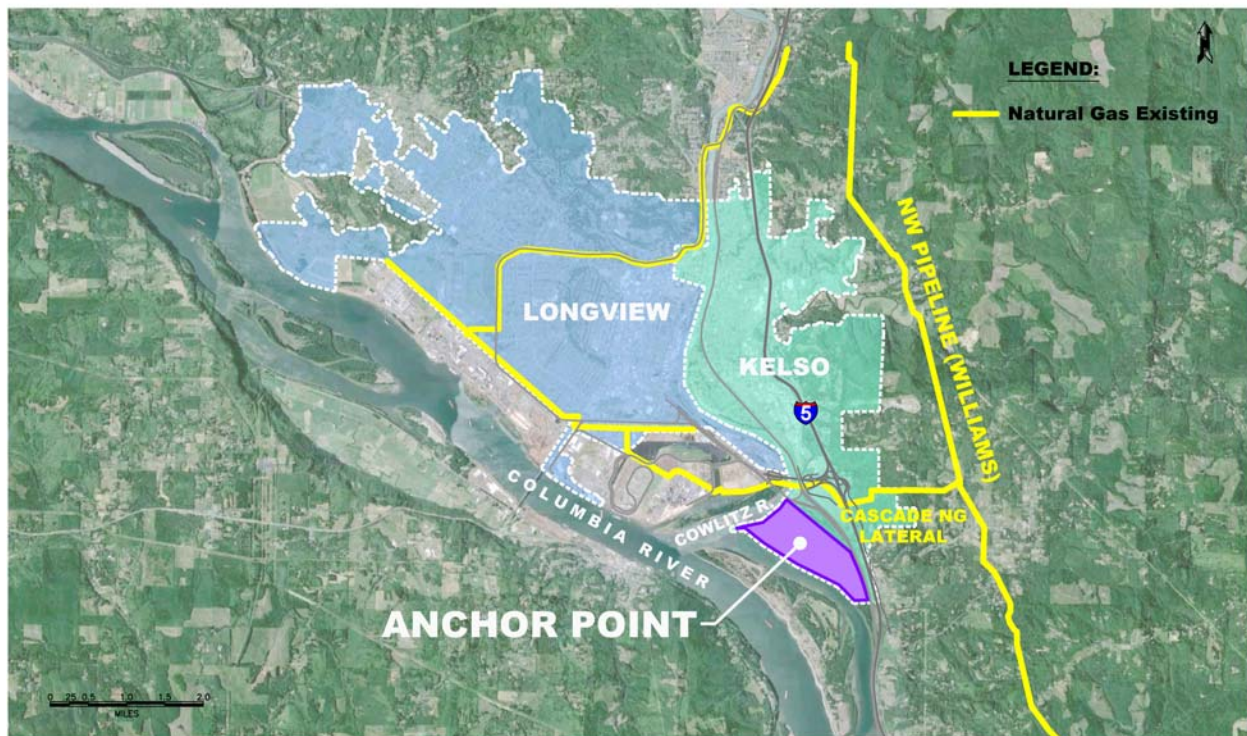 LEGEND:
Natural Gas Existing
NW PIPELINE (WILLIAMS)
LONGVIEW
KELSO
5
CASCADE NG
LATERAL
COWLITZ R.
COLUMBIA RIVER
ANCHOR POINT
0 .25 0.5 1.0 1.5 2.0
MILES